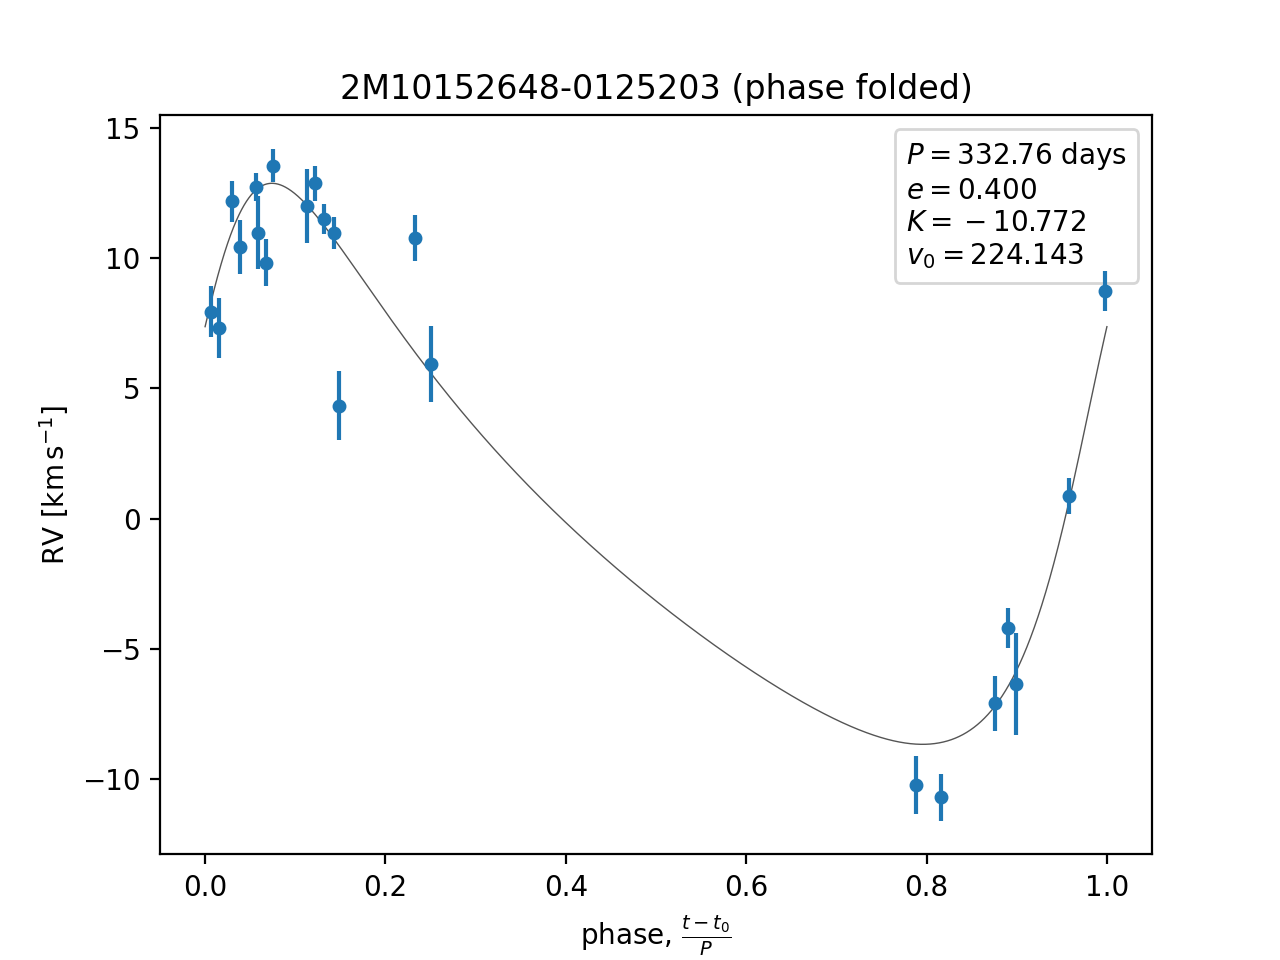 2M10152648-0125203 (phase folded)
P = 332.76 days
e = 0.400
K = −10.772
v₀ = 224.143
RV [km s⁻¹]
15
10
5
0
−5
−10
0.0 0.2 0.4 0.6 0.8 1.0
phase, (t − t₀)/P